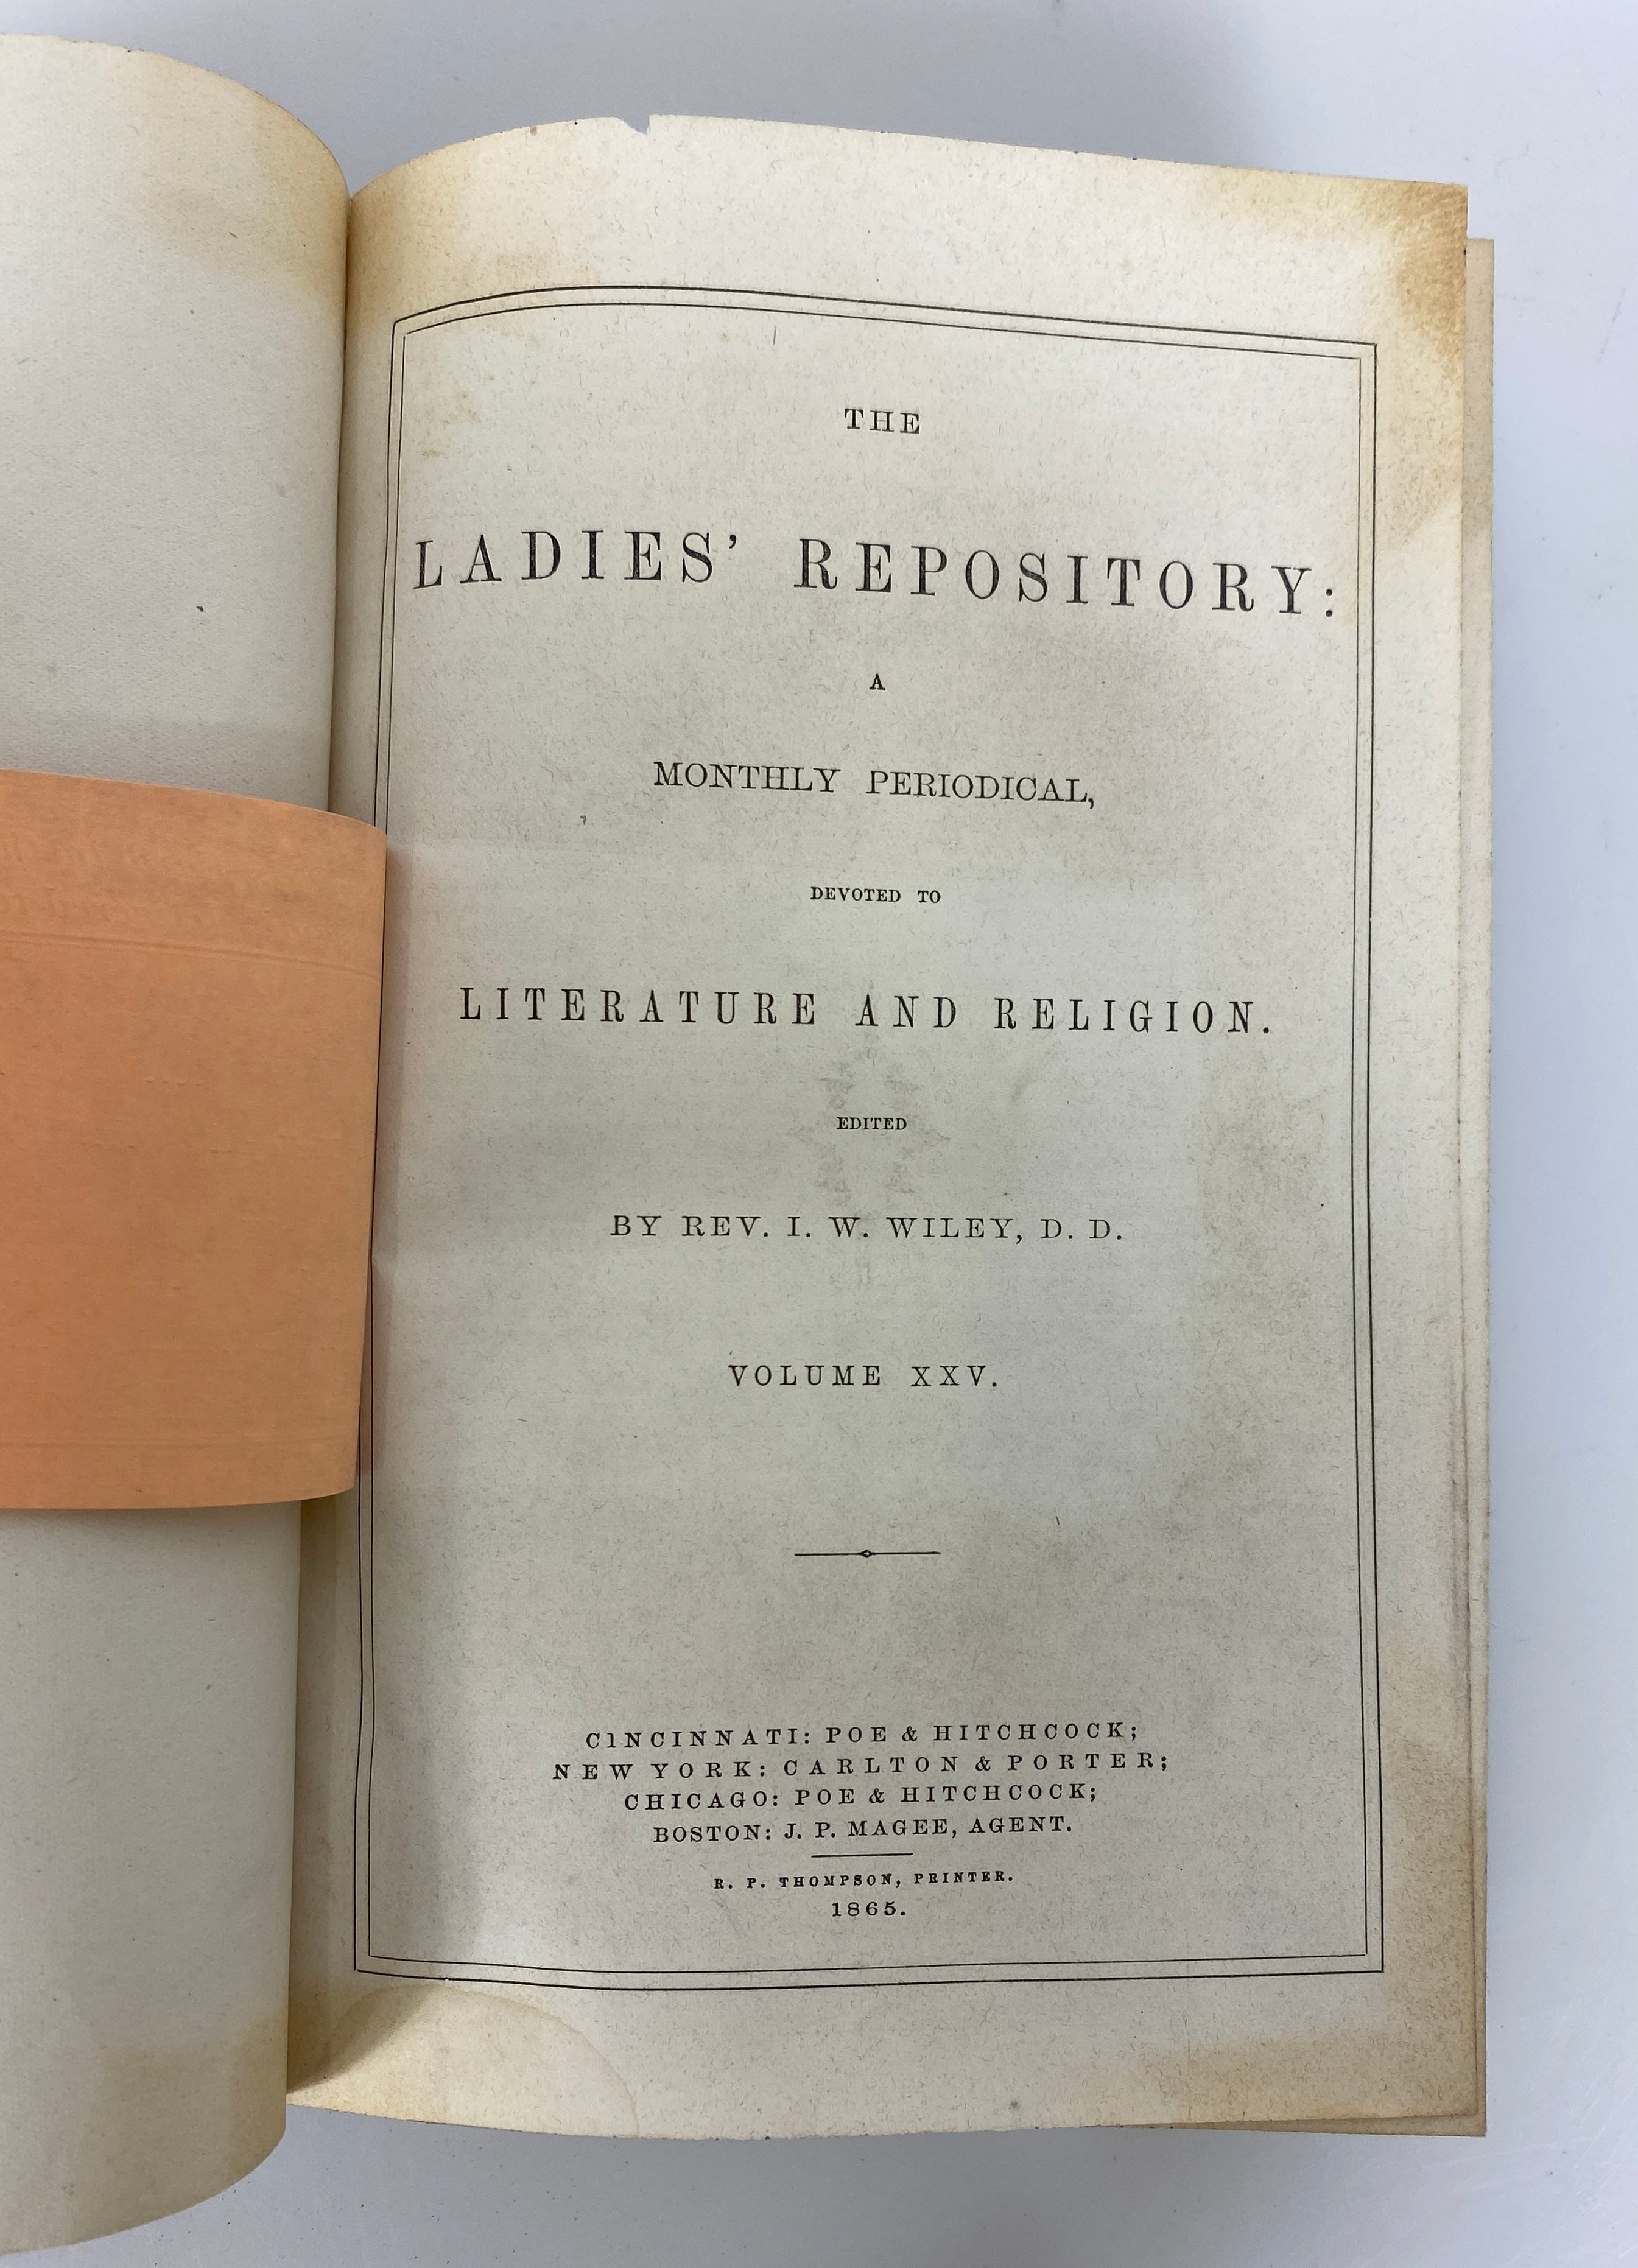 THE
LADIES' REPOSITORY:
A
MONTHLY PERIODICAL,
DEVOTED TO
LITERATURE AND RELIGION.
EDITED
BY REV. I. W. WILEY, D. D.
VOLUME XXV.
CINCINNATI: POE & HITCHCOCK;
NEW YORK: CARLTON & PORTER;
CHICAGO: POE & HITCHCOCK;
BOSTON: J. P. MAGEE, AGENT.
R. P. THOMPSON, PRINTER.
1865.